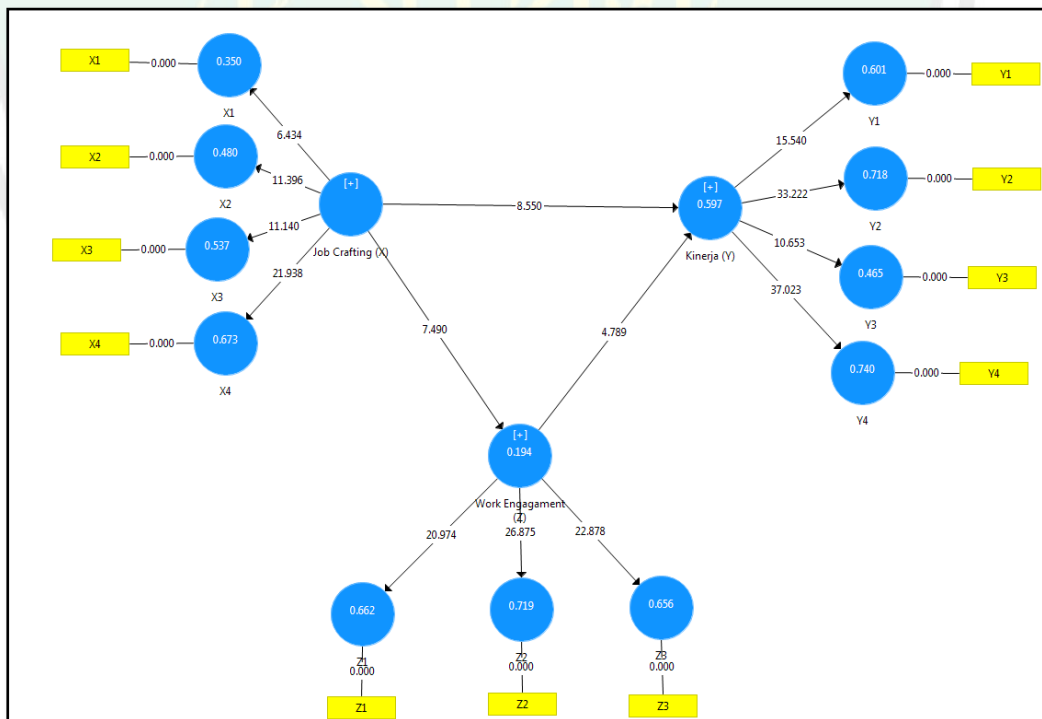 X1
0.000
0.350
X1
6.434
X2
0.000
0.480
X2
11.396
X3
0.000
0.537
X3
11.140
X4
0.000
0.673
X4
21.938
[+]
Job Crafting (X)
8.550
7.490
[+]
0.597
Kinerja (Y)
4.789
15.540
0.601
Y1
0.000
Y1
33.222
0.718
Y2
0.000
Y2
10.653
0.465
Y3
0.000
Y3
37.023
0.740
Y4
0.000
Y4
[+]
0.194
Work Engagament
(Z)
20.974
26.875
22.878
0.662
Z1
0.000
Z1
0.719
Z2
0.000
Z2
0.656
Z3
0.000
Z3